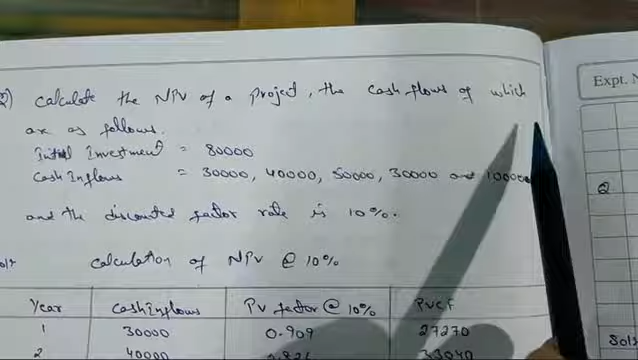 Q) Calculate the NPV of a project, the cash flows of which
are as follows.
Initial Investment = 80000
Cash Inflows = 30000, 40000, 50000, 30000 and
and the discounted factor rate is 10%.
Calculation of NPV @ 10%
Year Cash Inflows PV factor @ 10% PVCF
1 30000 0.909 27270
2 40000 33040
Expt. N
Q
Sol: